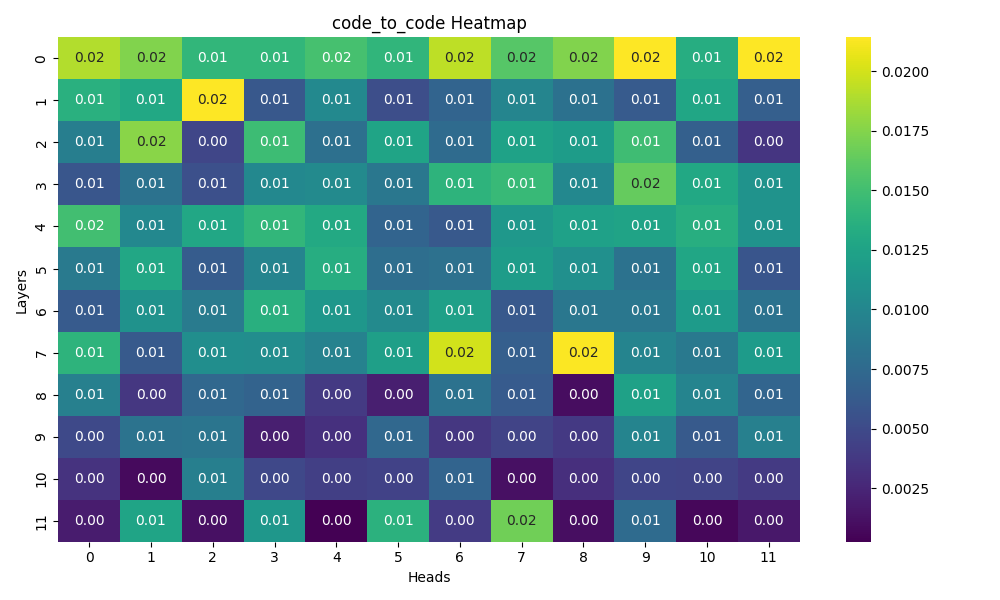 code_to_code Heatmap
0 0.02 0.02 0.01 0.01 0.02 0.01 0.02 0.02 0.02 0.02 0.01 0.02
1 0.01 0.01 0.02 0.01 0.01 0.01 0.01 0.01 0.01 0.01 0.01 0.01
2 0.01 0.02 0.00 0.01 0.01 0.01 0.01 0.01 0.01 0.01 0.01 0.00
3 0.01 0.01 0.01 0.01 0.01 0.01 0.01 0.01 0.01 0.02 0.01 0.01
4 0.02 0.01 0.01 0.01 0.01 0.01 0.01 0.01 0.01 0.01 0.01 0.01
5 0.01 0.01 0.01 0.01 0.01 0.01 0.01 0.01 0.01 0.01 0.01 0.01
6 0.01 0.01 0.01 0.01 0.01 0.01 0.01 0.01 0.01 0.01 0.01 0.01
7 0.01 0.01 0.01 0.01 0.01 0.01 0.02 0.01 0.02 0.01 0.01 0.01
8 0.01 0.00 0.01 0.01 0.00 0.00 0.01 0.01 0.00 0.01 0.01 0.01
9 0.00 0.01 0.01 0.00 0.00 0.01 0.00 0.00 0.00 0.01 0.01 0.01
10 0.00 0.00 0.01 0.00 0.00 0.00 0.01 0.00 0.00 0.00 0.00 0.00
11 0.00 0.01 0.00 0.01 0.00 0.01 0.00 0.02 0.00 0.01 0.00 0.00
0 1 2 3 4 5 6 7 8 9 10 11
Heads
Layers
0.0200
0.0175
0.0150
0.0125
0.0100
0.0075
0.0050
0.0025